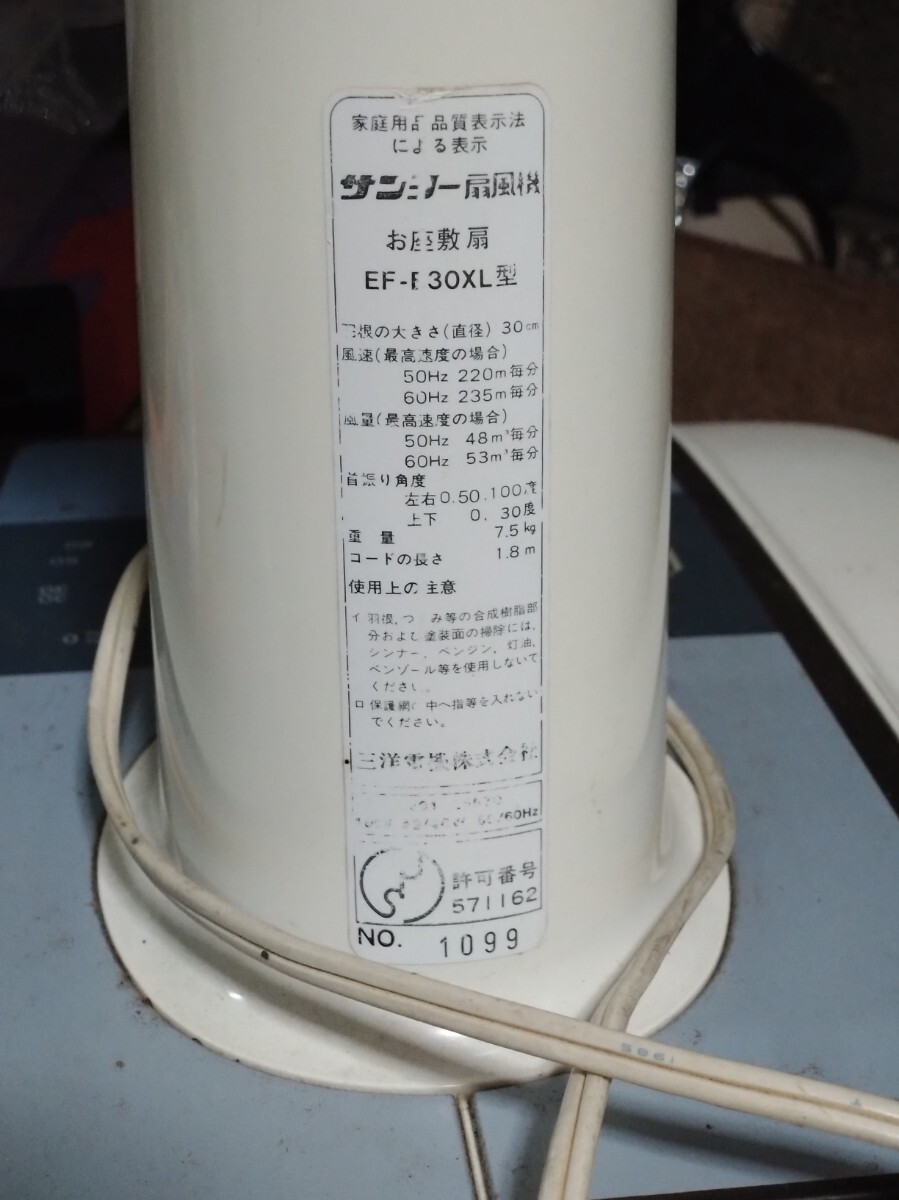 家庭用品品質表示法
による表示
サンヨー扇風機
お座敷扇
30XL型
羽根の大きさ(直径) 30cm
風速(最高速度の場合)
50Hz 220m毎分
60Hz 235m毎分
風量(最高速度の場合)
50Hz 48m³毎分
60Hz 53m³毎分
首振り角度
左右0.50.100度
上下 0. 30度
重量 7.5kg
コードの長さ 1.8m
使用上の注意
イ 羽根,つまみ等の合成樹脂部
分および塗装面の掃除には,
シンナー, ベンジン, 灯油,
ベンゾール等を使用しないで
ください。
ロ 保護網の中へ指等を入れない
でください。
三洋電機株式会社
/60Hz
許可番号
571162
NO. 1099
1985